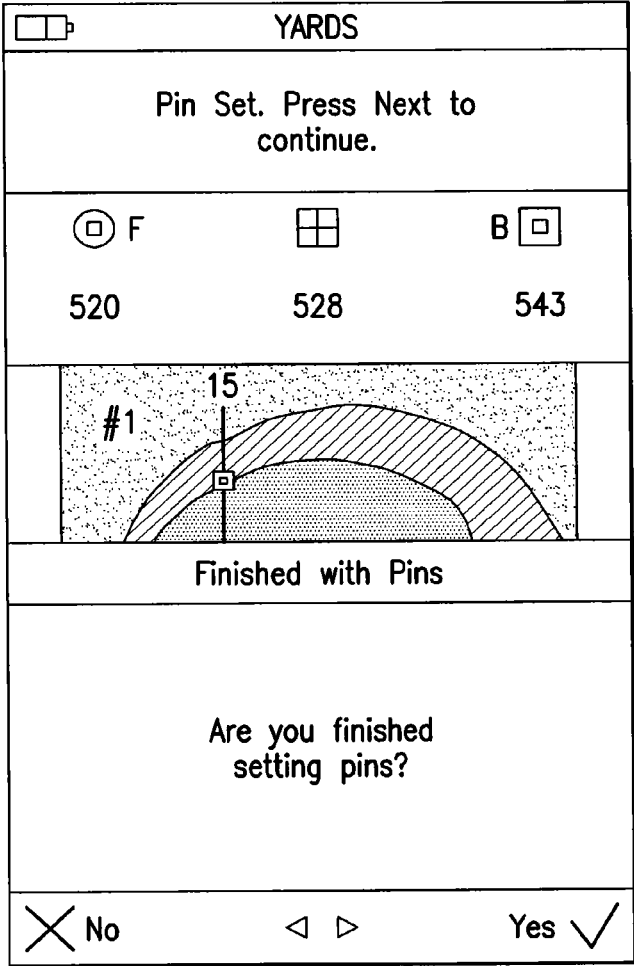 YARDS
Pin Set. Press Next to
continue.
F B
520 528 543
15
#1
Finished with Pins
Are you finished
setting pins?
No Yes